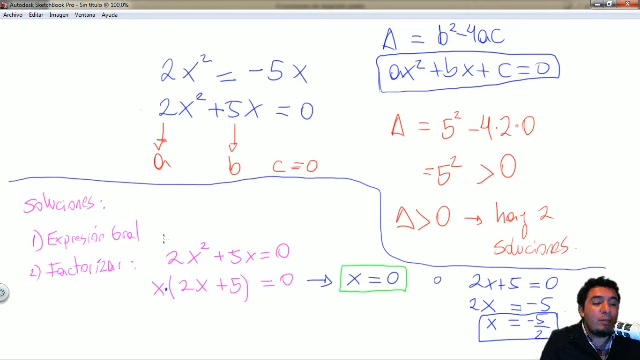 Autodesk SketchBook Pro - Sin título @ 100,0%
Archivo Editar Imagen Ventana Ayuda
Δ = b² - 4ac
ax² + bx + c = 0
2x² = -5x
2x² + 5x = 0
a b c = 0
Δ = 5² - 4·2·0
= 5² > 0
Δ > 0 → hay 2
soluciones.
Soluciones:
1) Expresión Gral
2) Factorizar:
2x² + 5x = 0
x·(2x + 5) = 0 → x = 0 o 2x + 5 = 0
2x = -5
x = -5/2